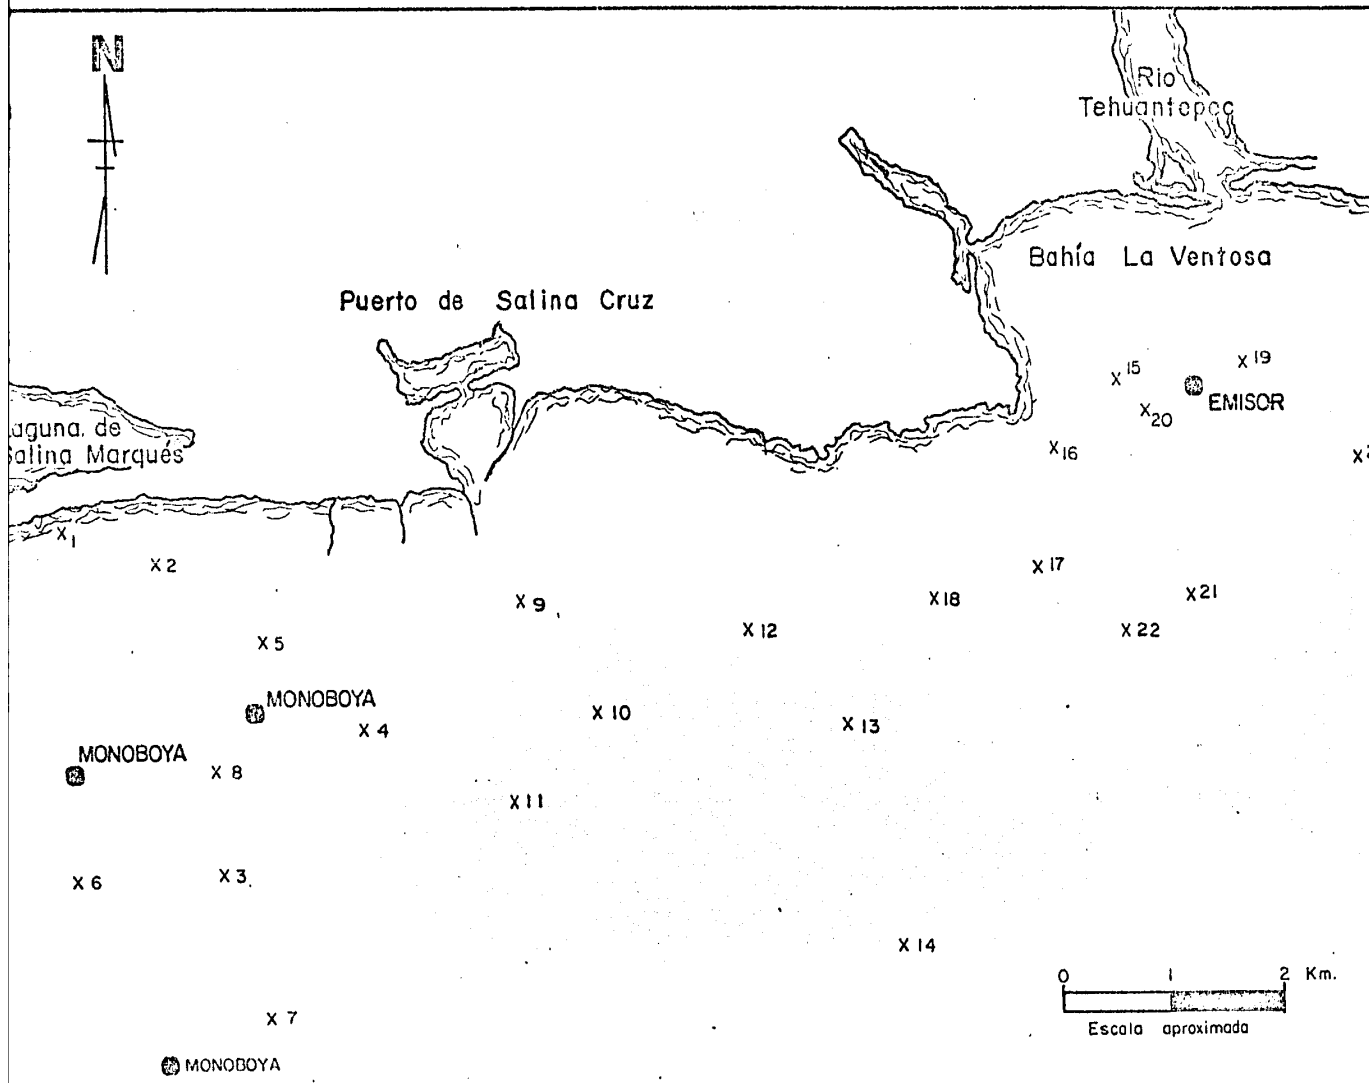 N
Rio
Tehuantepec
Bahía La Ventosa
Puerto de Salina Cruz
X 15
X 19
EMISOR
X 20
Laguna de
Salina Marqués
X 16
X 1
X 2
X 17
X 21
X 9
X 18
X 12
X 22
X 5
MONOBOYA
X 10
X 4
X 13
MONOBOYA
X 8
X 11
X 6
X 3
X 14
0 1 2 Km.
Escala aproximada
X 7
MONOBOYA